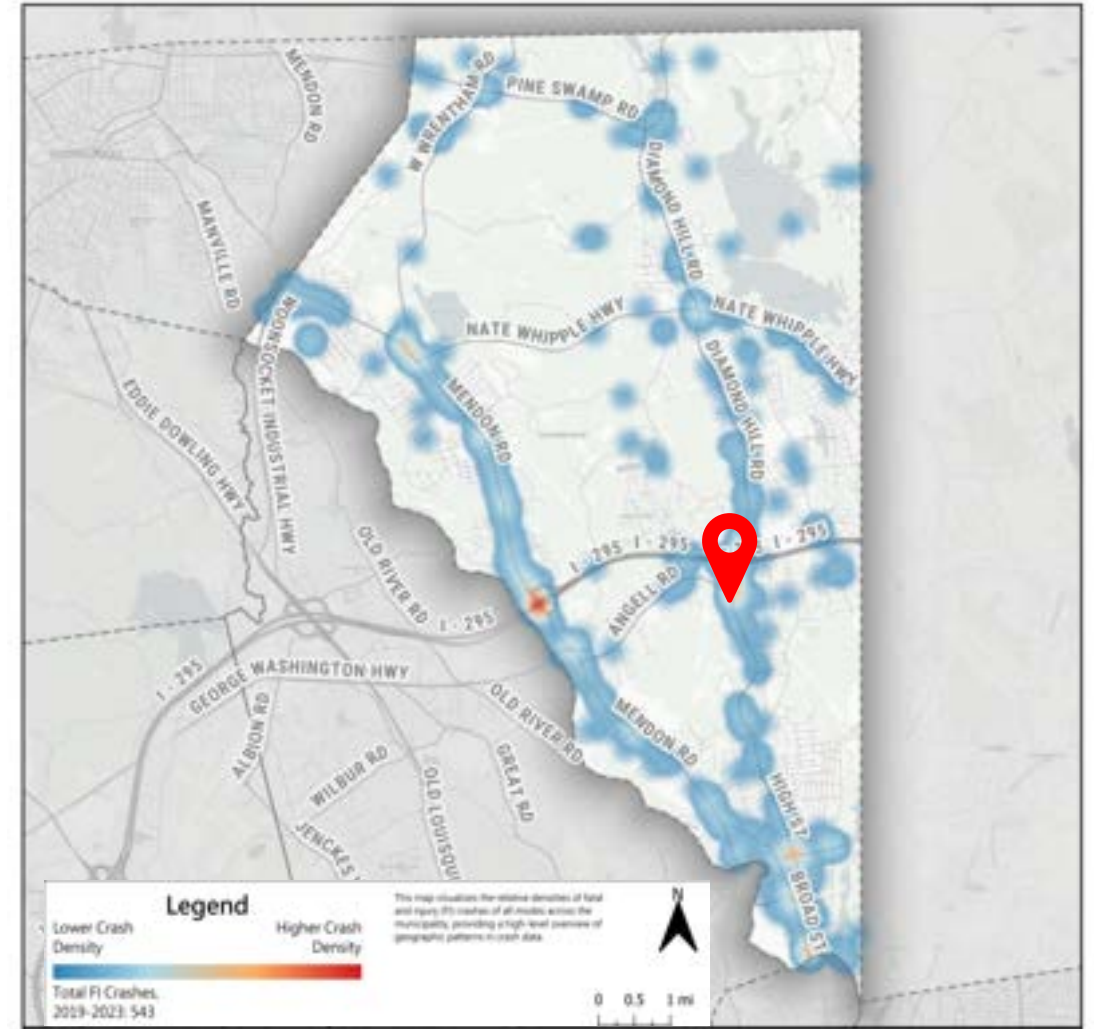 MENDON RD
W WRENTHAM RD
PINE SWAMP RD
MANVILLE RD
DIAMOND HILL RD
WOONSOCKET INDUSTRIAL HWY
NATE WHIPPLE HWY
NATE WHIPPLE HWY
EDDIE DOWLING HWY
MENDON RD
DIAMOND HILL RD
OLD RIVER RD
I - 295
I - 295
I - 295
ANGELL RD
I - 295
I - 295
GEORGE WASHINGTON HWY
ALBION RD
OLD RIVER RD
MENDON RD
WILBUR RD
GREAT RD
JENCKES
OLD LOUISQU
HIGH ST
BROAD ST
Legend
Lower Crash
Density
Higher Crash
Density
Total FI Crashes,
2019-2023: 543
This map visualizes the relative densities of fatal
and injury (FI) crashes of all modes across the
municipality, providing a high level overview of
geographic patterns in crash data.
N
0 0.5 1 mi